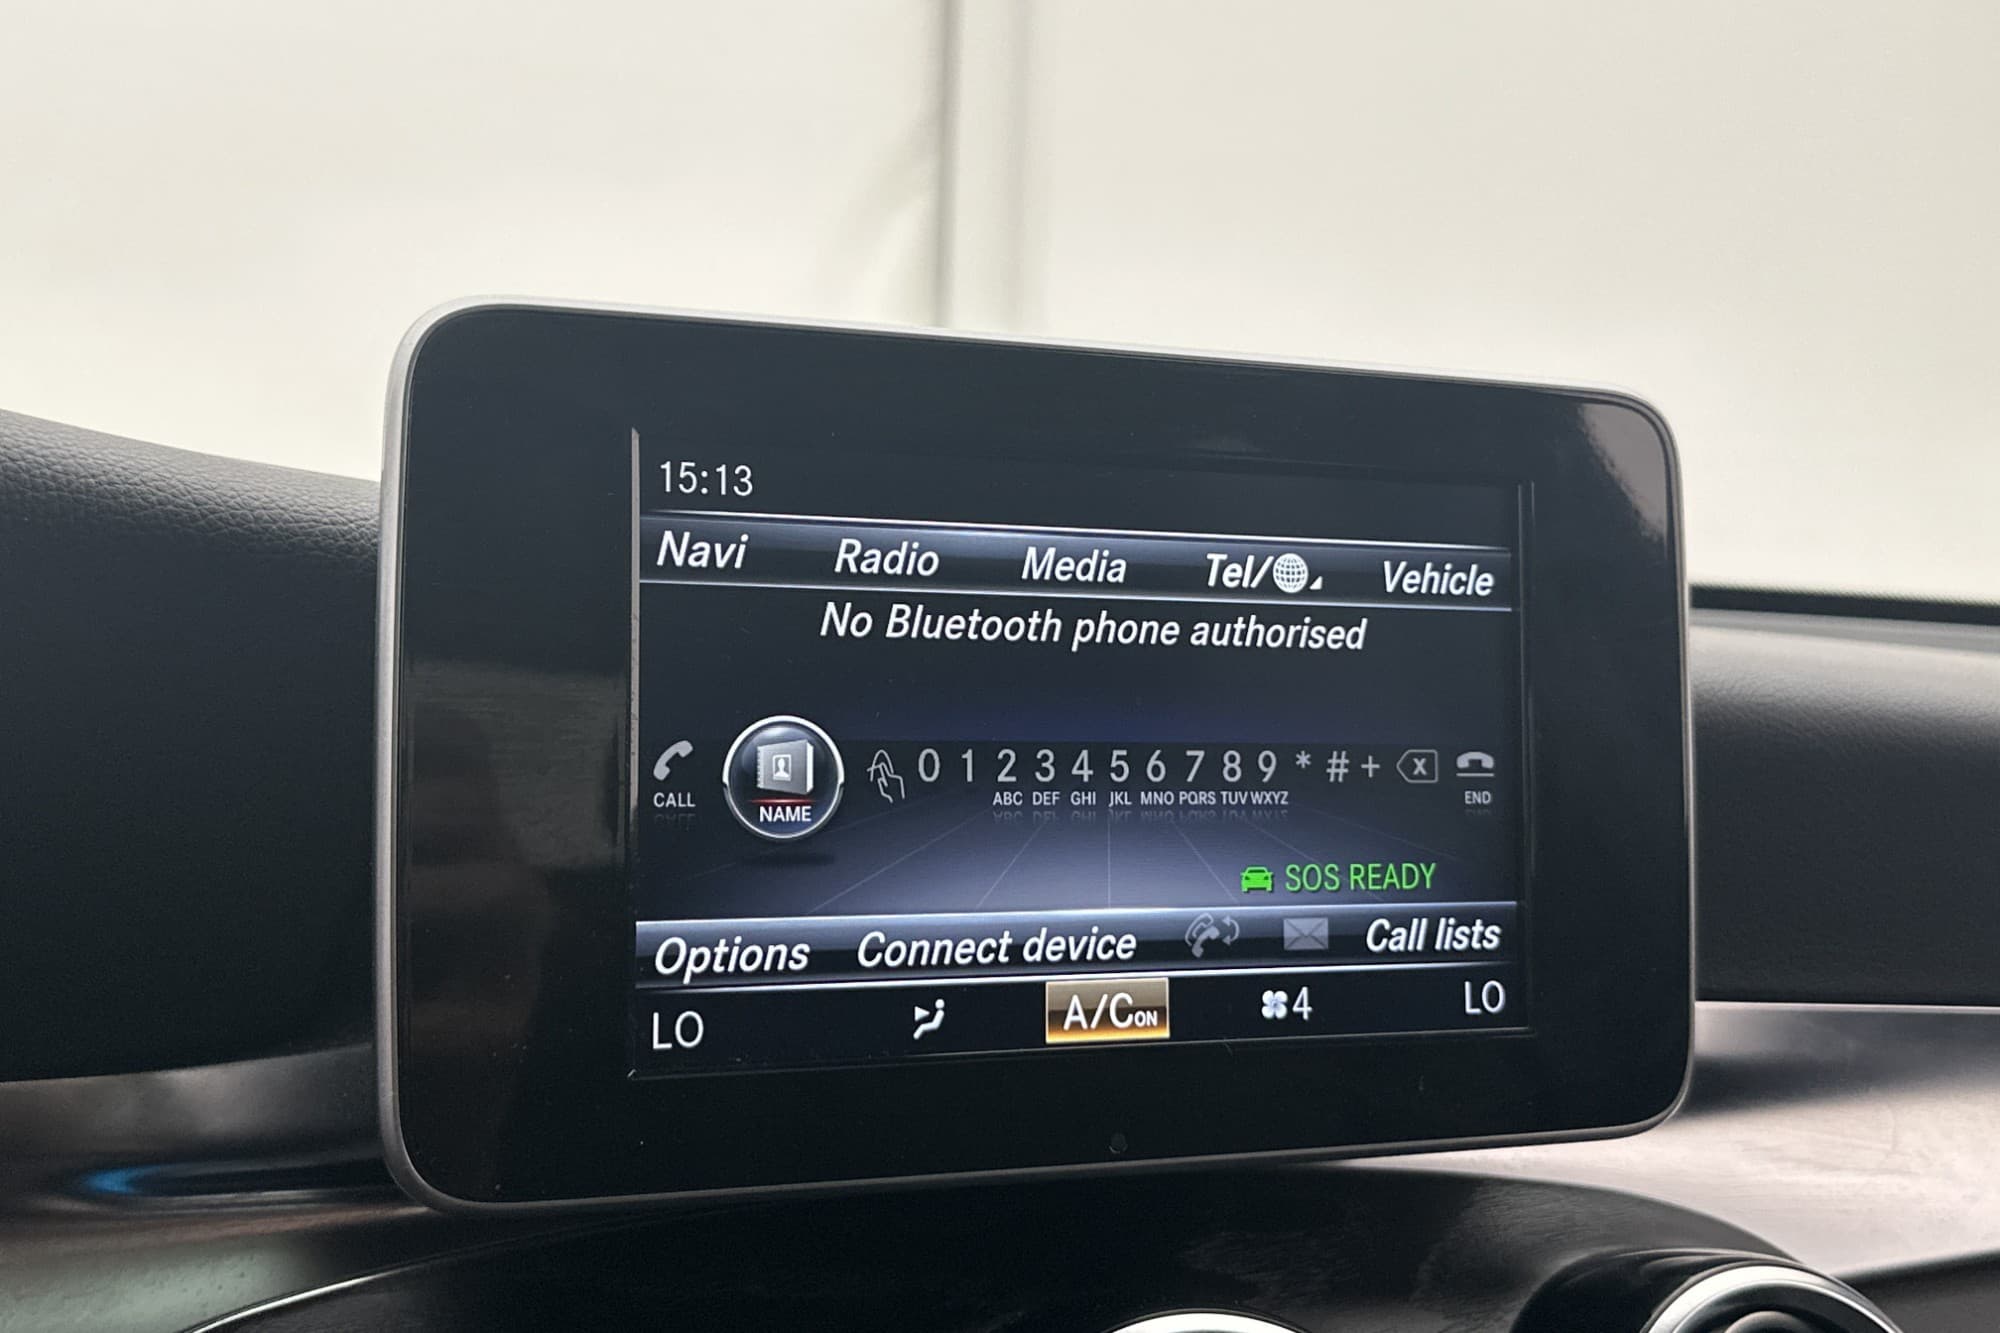 15:13
Navi Radio Media Tel/ Vehicle
No Bluetooth phone authorised
CALL NAME 0 1 2 3 4 5 6 7 8 9 * # + X END
ABC DEF GHI JKL MNO PQRS TUV WXYZ
SOS READY
Options Connect device Call lists
LO A/C ON 4 LO